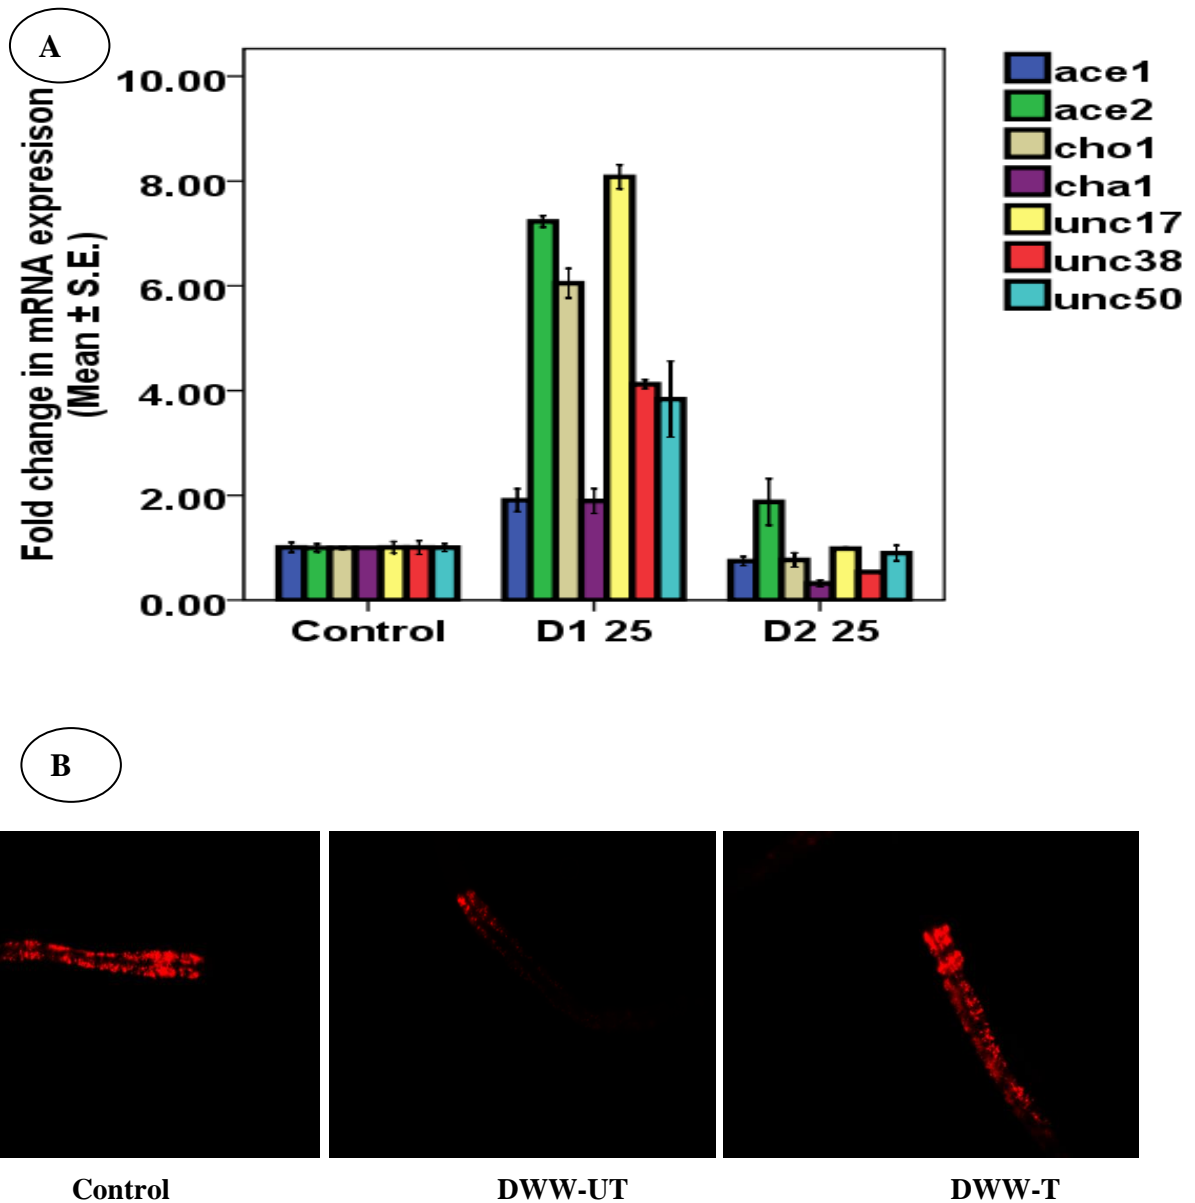 A
Fold change in mRNA expresison
(Mean ± S.E.)
10.00
8.00
6.00
4.00
2.00
0.00
Control
D1 25
D2 25
ace1
ace2
cho1
cha1
unc17
unc38
unc50
B
Control
DWW-UT
DWW-T